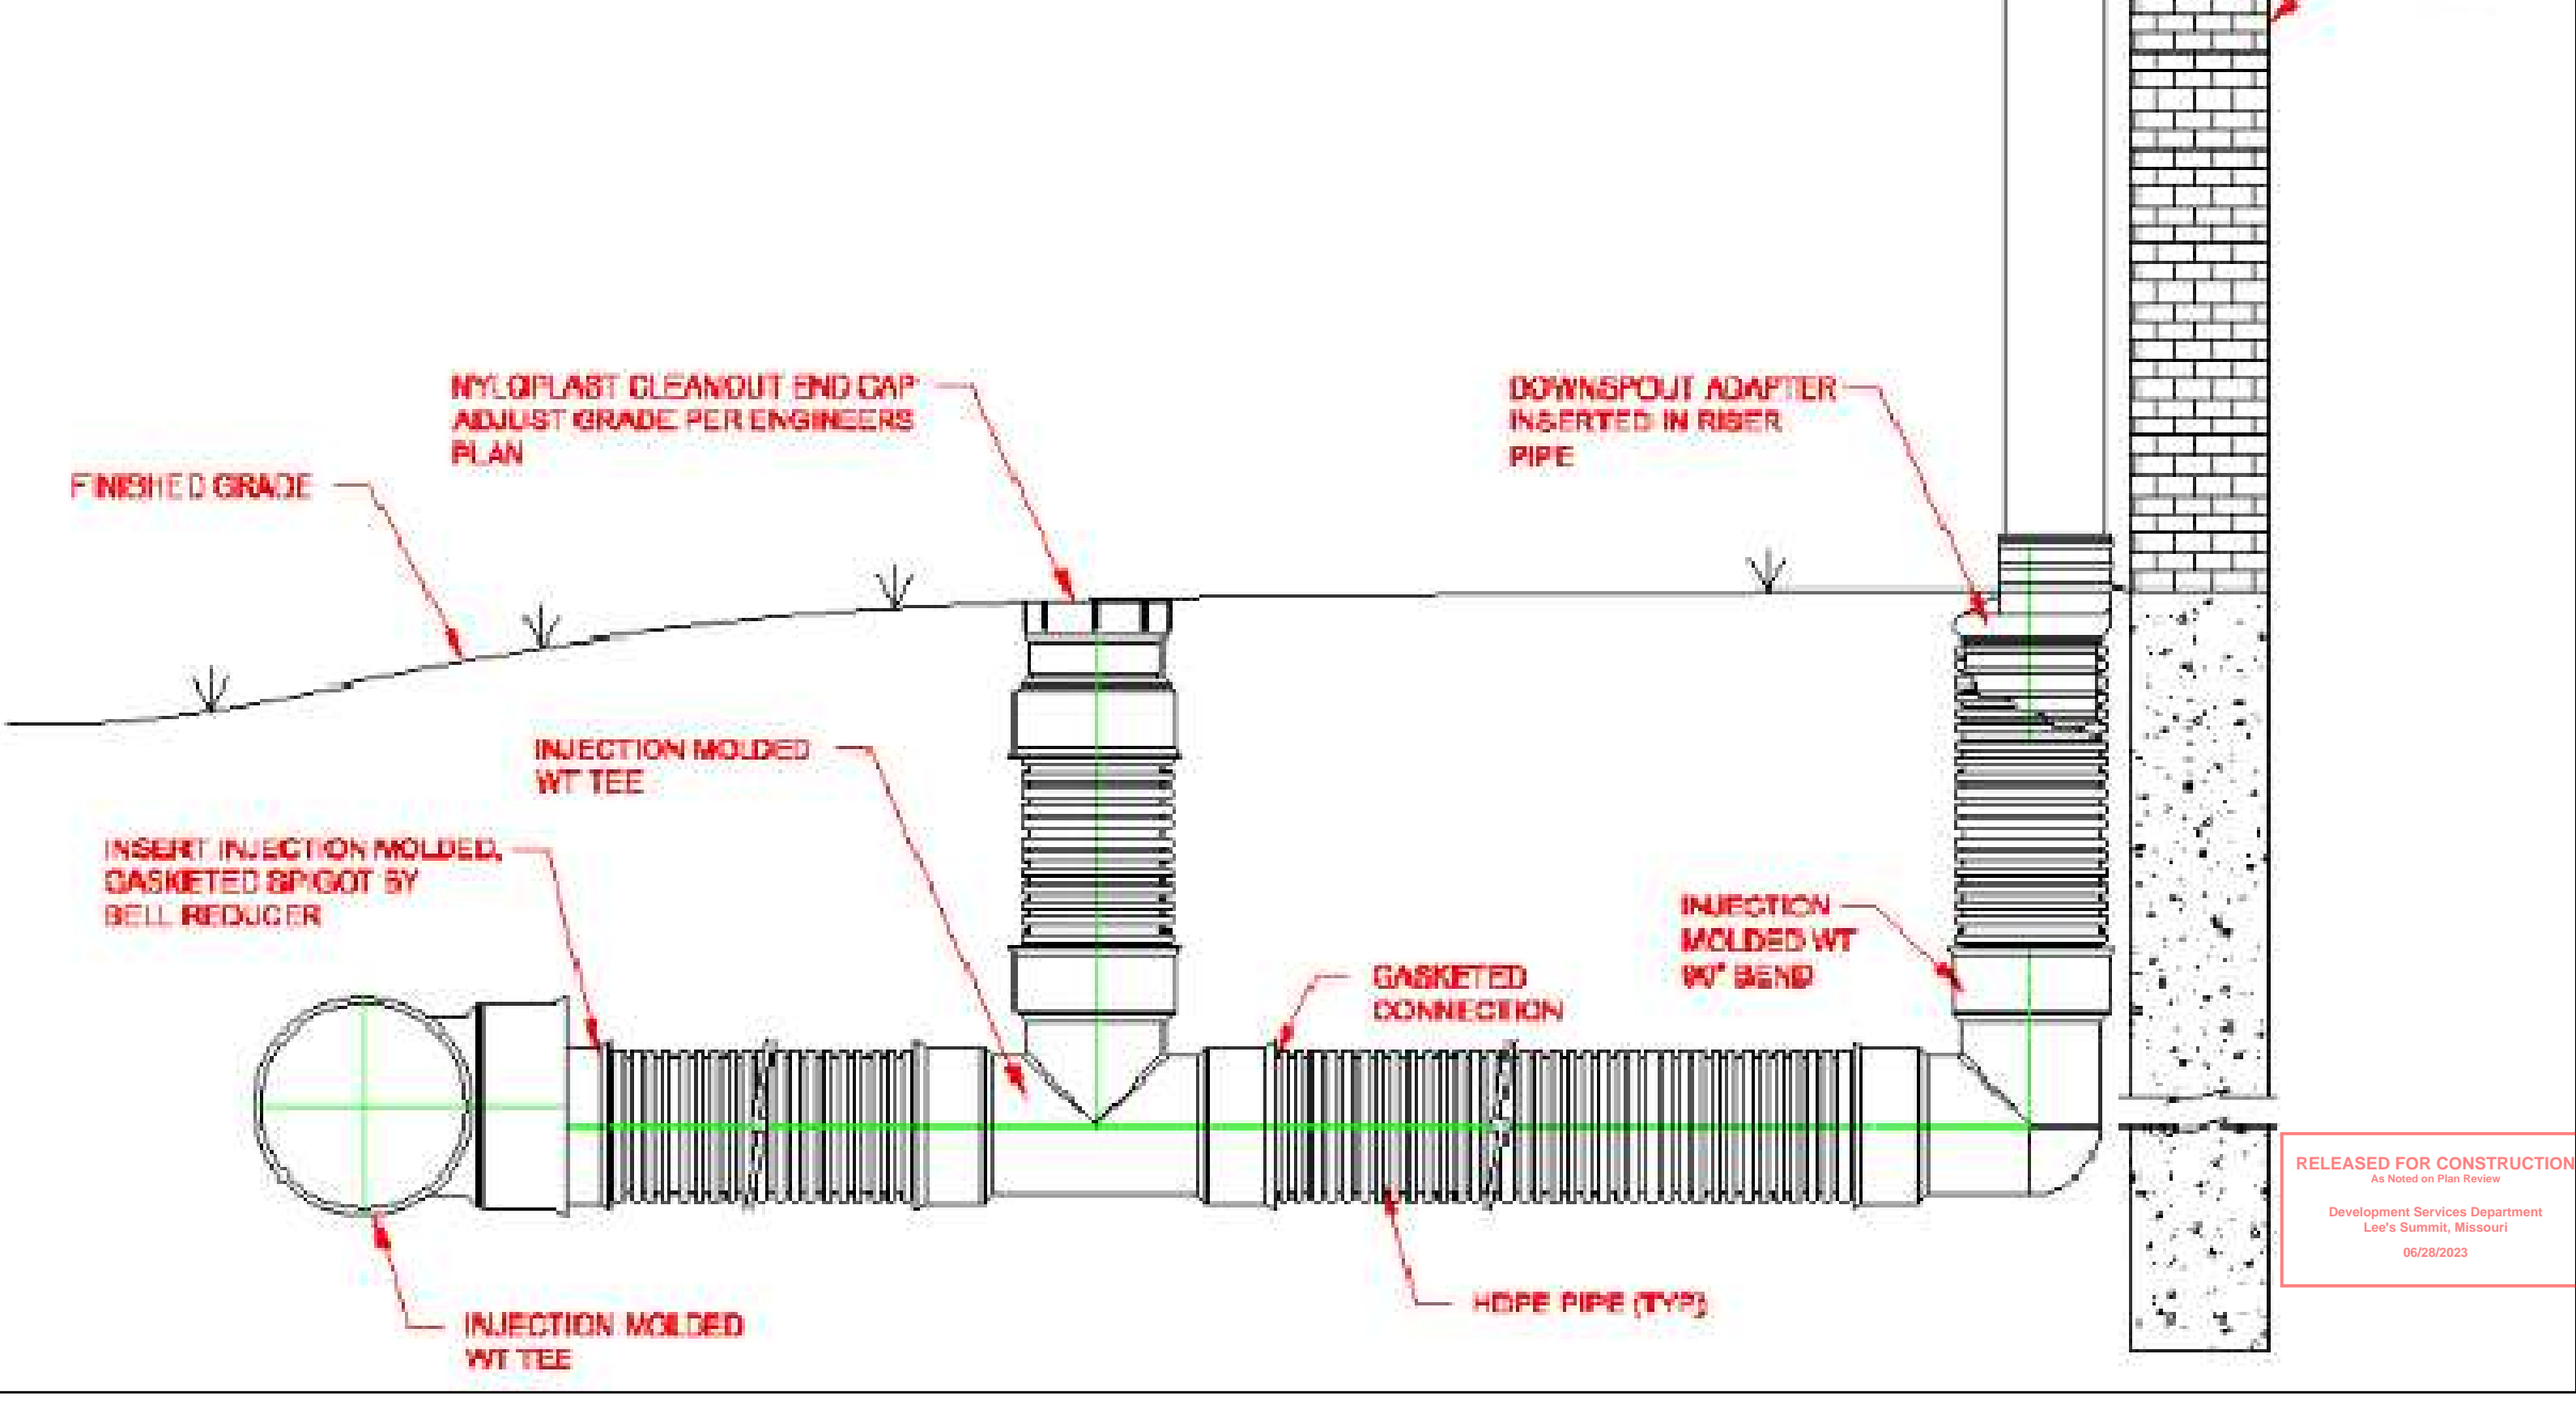 NYLOPLAST CLEANOUT END CAP
ADJUST GRADE PER ENGINEERS
PLAN
DOWNSPOUT ADAPTER
INSERTED IN RISER
PIPE
FINISHED GRADE
INJECTION MOLDED
WT TEE
INSERT INJECTION MOLDED,
GASKETED SPIGOT BY
BELL REDUCER
INJECTION
MOLDED WT
90° BEND
GASKETED
CONNECTION
HDPE PIPE (TYP)
INJECTION MOLDED
WT TEE
RELEASED FOR CONSTRUCTION
As Noted on Plan Review
Development Services Department
Lee's Summit, Missouri
06/28/2023